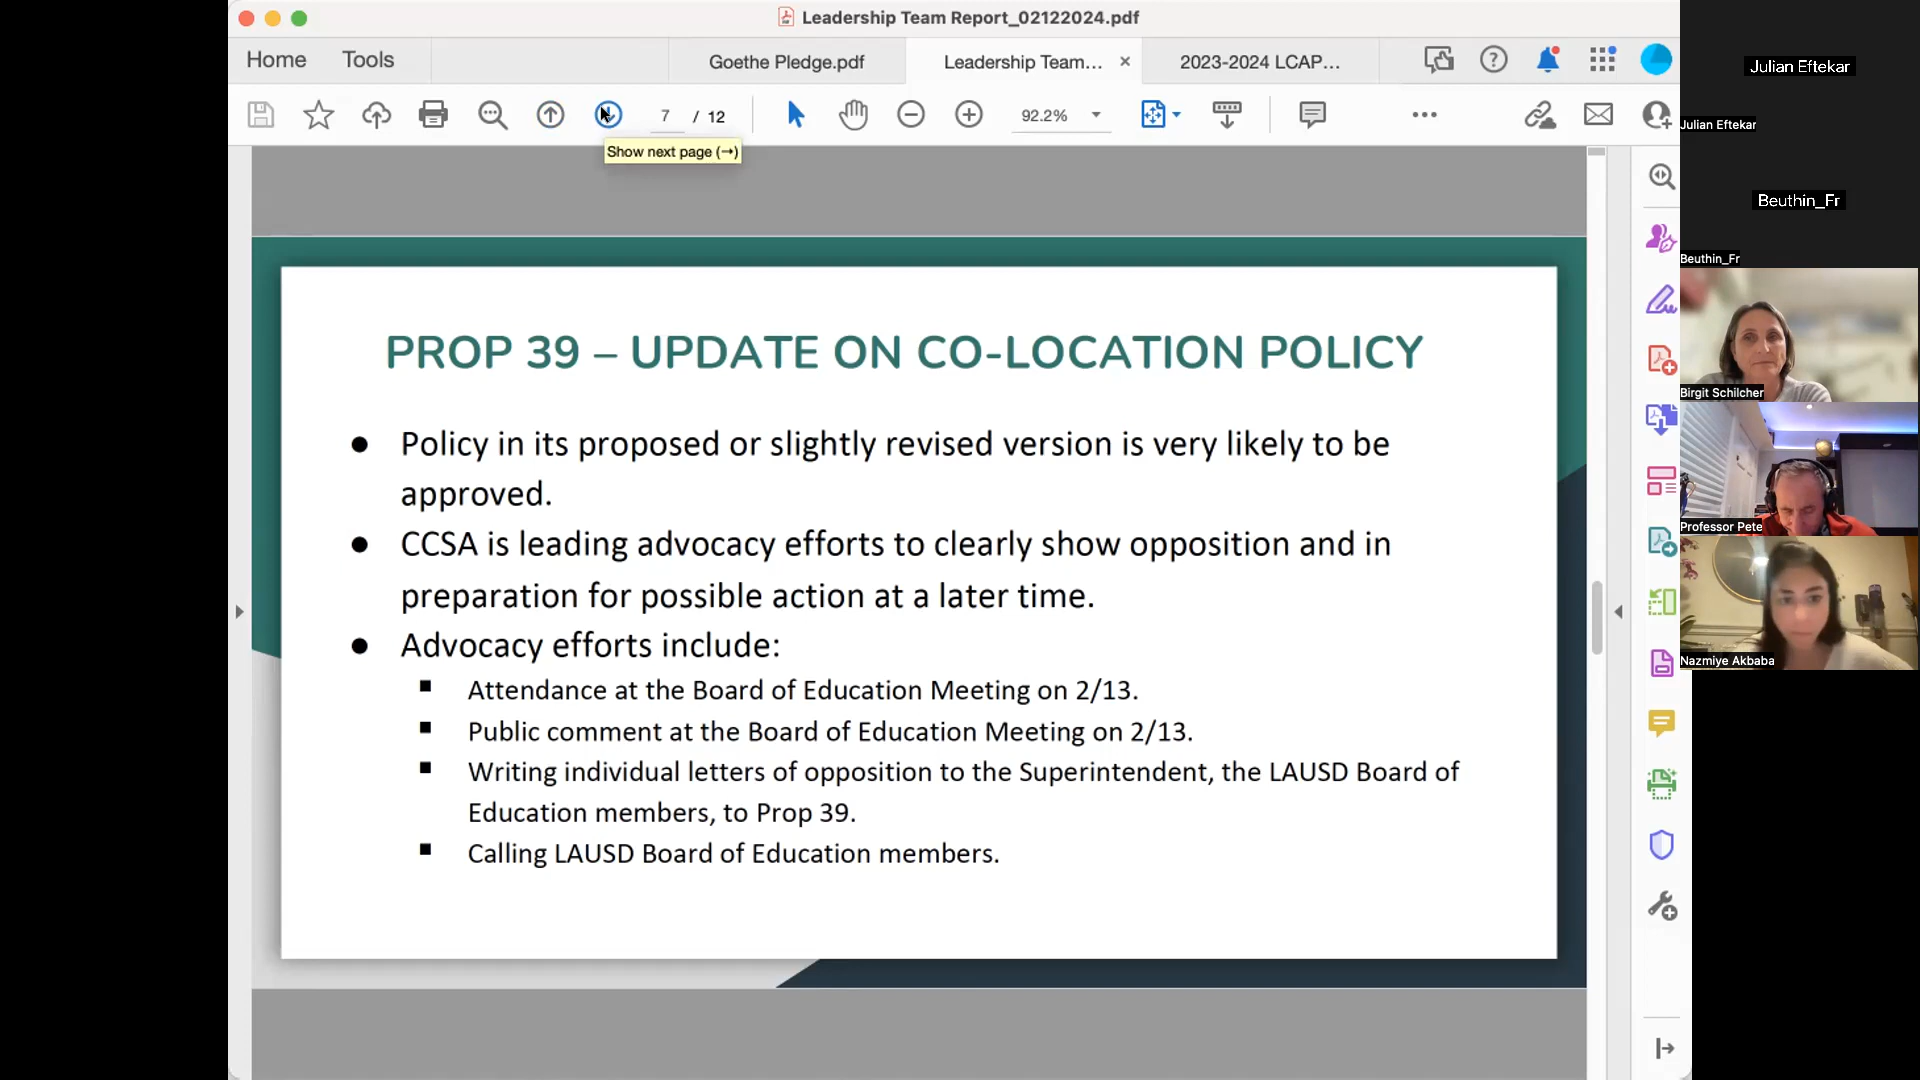 Leadership Team Report_02122024.pdf
Home
Tools
Goethe Pledge.pdf
Leadership Team...
2023-2024 LCAP...
7 / 12
92.2%
Show next page (→)
PROP 39 – UPDATE ON CO-LOCATION POLICY
● Policy in its proposed or slightly revised version is very likely to be
approved.
● CCSA is leading advocacy efforts to clearly show opposition and in
preparation for possible action at a later time.
● Advocacy efforts include:
▪ Attendance at the Board of Education Meeting on 2/13.
▪ Public comment at the Board of Education Meeting on 2/13.
▪ Writing individual letters of opposition to the Superintendent, the LAUSD Board of
Education members, to Prop 39.
▪ Calling LAUSD Board of Education members.
Julian Eftekar
Julian Eftekar
Beuthin_Fr
Beuthin_Fr
Birgit Schilcher
Professor Pete
Nazmiye Akbaba